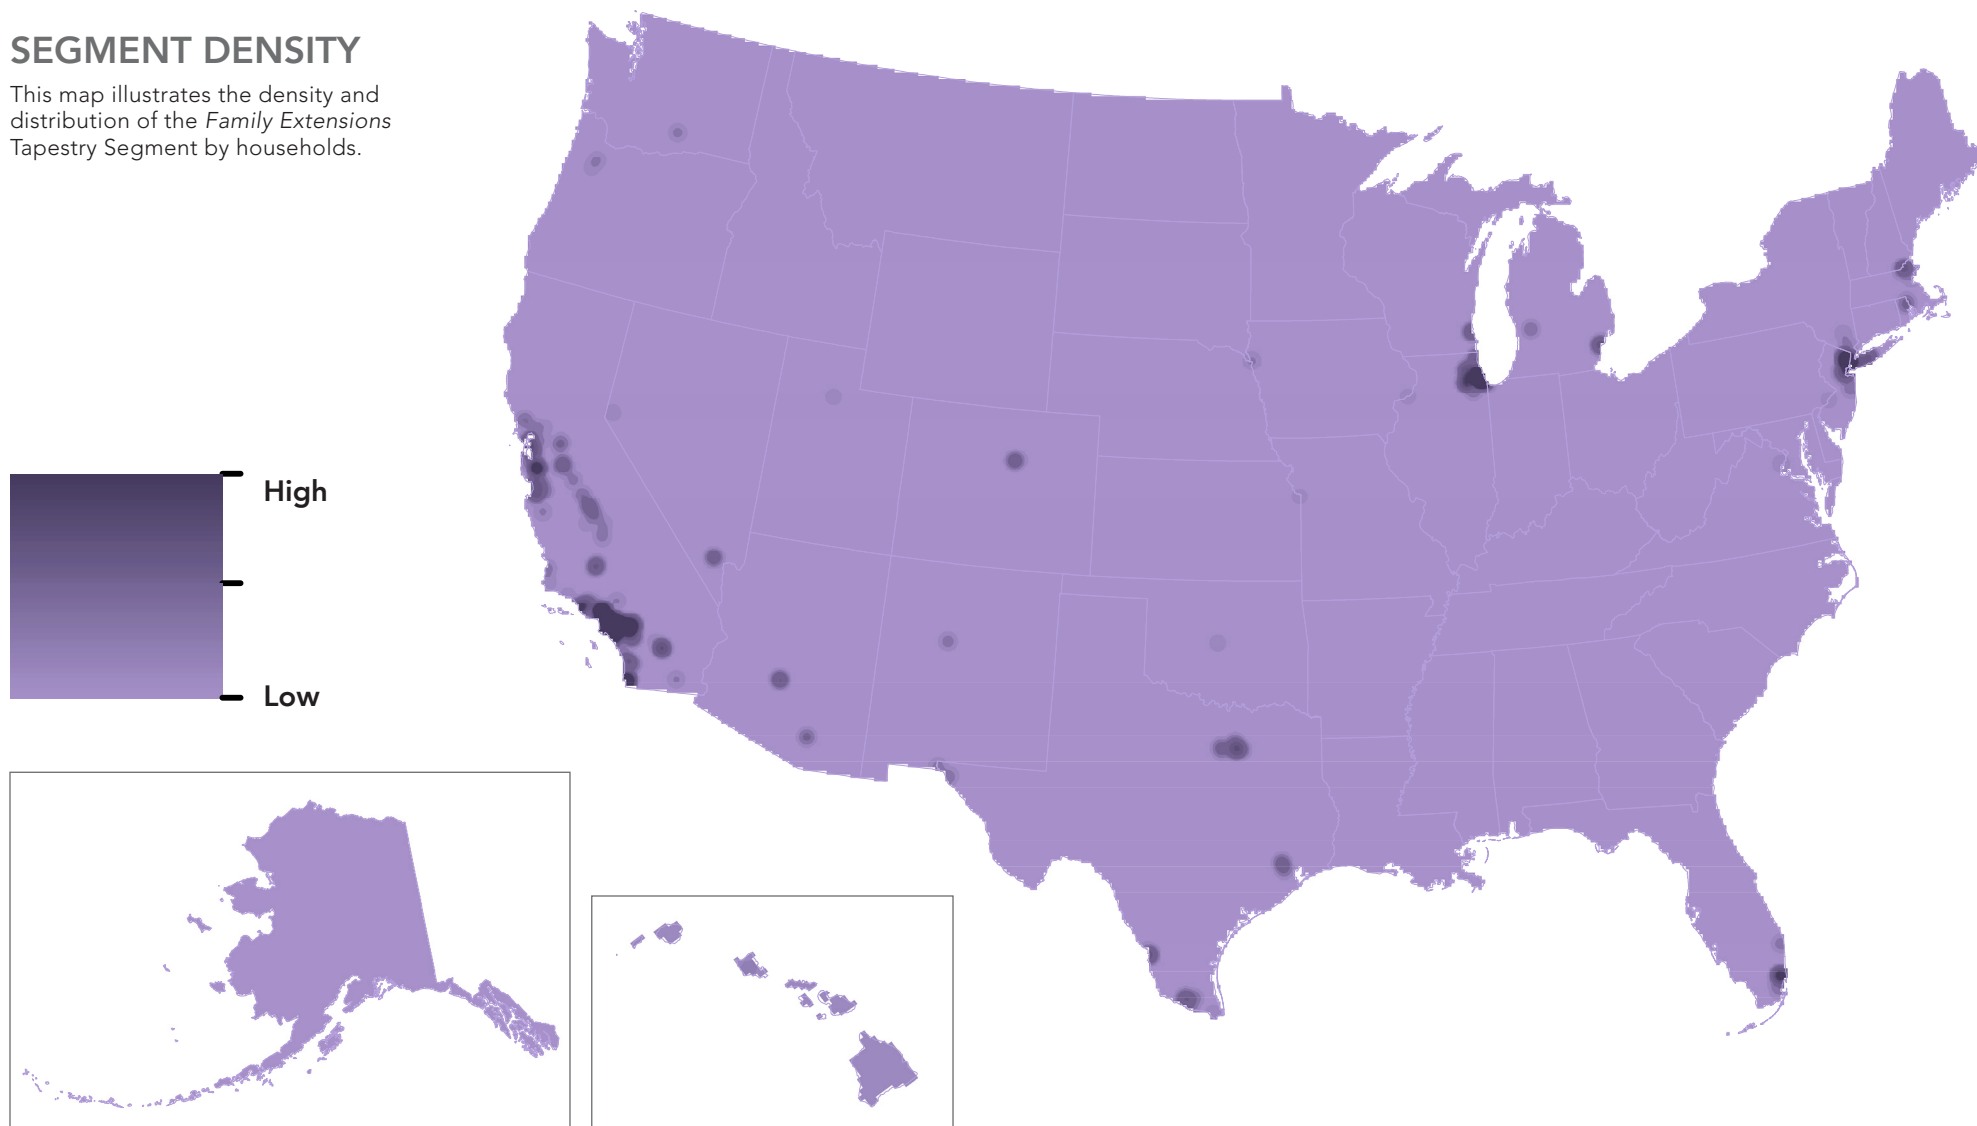 SEGMENT DENSITY
This map illustrates the density and
distribution of the Family Extensions
Tapestry Segment by households.
High
Low